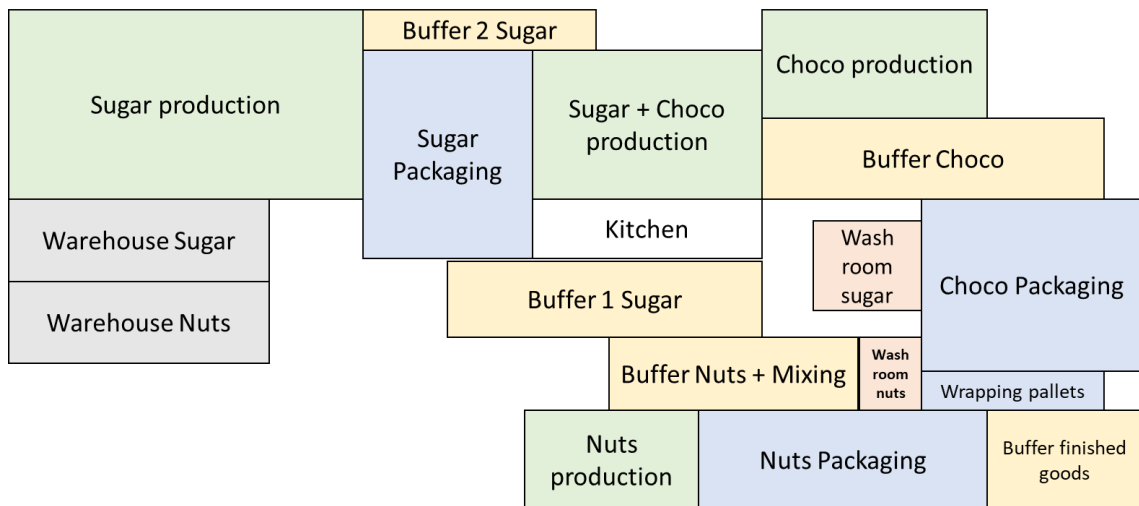 Buffer 2 Sugar
Choco production
Sugar production
Sugar + Choco
production
Sugar
Packaging
Buffer Choco
Kitchen
Warehouse Sugar
Wash
room
sugar
Choco Packaging
Buffer 1 Sugar
Warehouse Nuts
Buffer Nuts + Mixing
Wash
room
nuts
Wrapping pallets
Nuts
production
Nuts Packaging
Buffer finished
goods